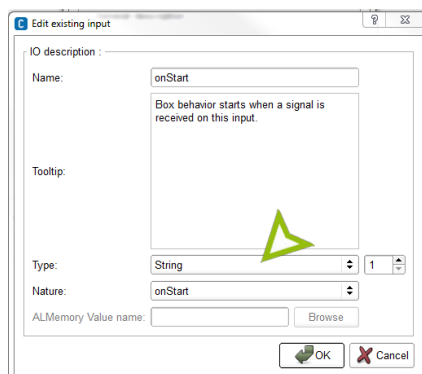 Edit existing input
IO description :
Name:
onStart
Box behavior starts when a signal is
received on this input.
Tooltip:
Type:
String
1
Nature:
onStart
ALMemory Value name:
Browse
OK
Cancel